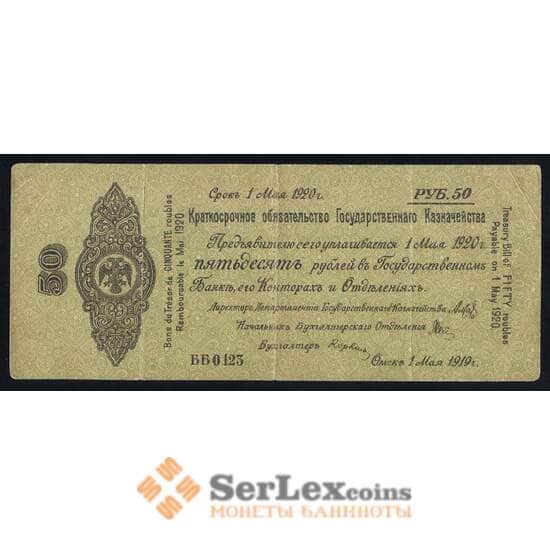 Срокъ 1 Мая 1920 г.
РУБ. 50
Краткосрочное обязательство Государственнаго Казначейства
Предъявителю сего уплачивается 1 Мая 1920 г.
пятьдесятъ рублей въ Государственномъ
Банкѣ, его Конторахъ и Отдѣленіяхъ.
Директоръ Департамента Государственнаго Казначейства
Начальникъ Бухгалтерскаго Отдѣленія
Бухгалтеръ
ББ 0123
Омскъ 1 Мая 1919 г.
50
Bons du Trésor de CINQUANTE roubles
Remboursable le 1 Mai 1920
Treasury Bill of FIFTY roubles
Payable on 1 May 1920
SerLexcoins
МОНЕТЫ БАНКНОТЫ